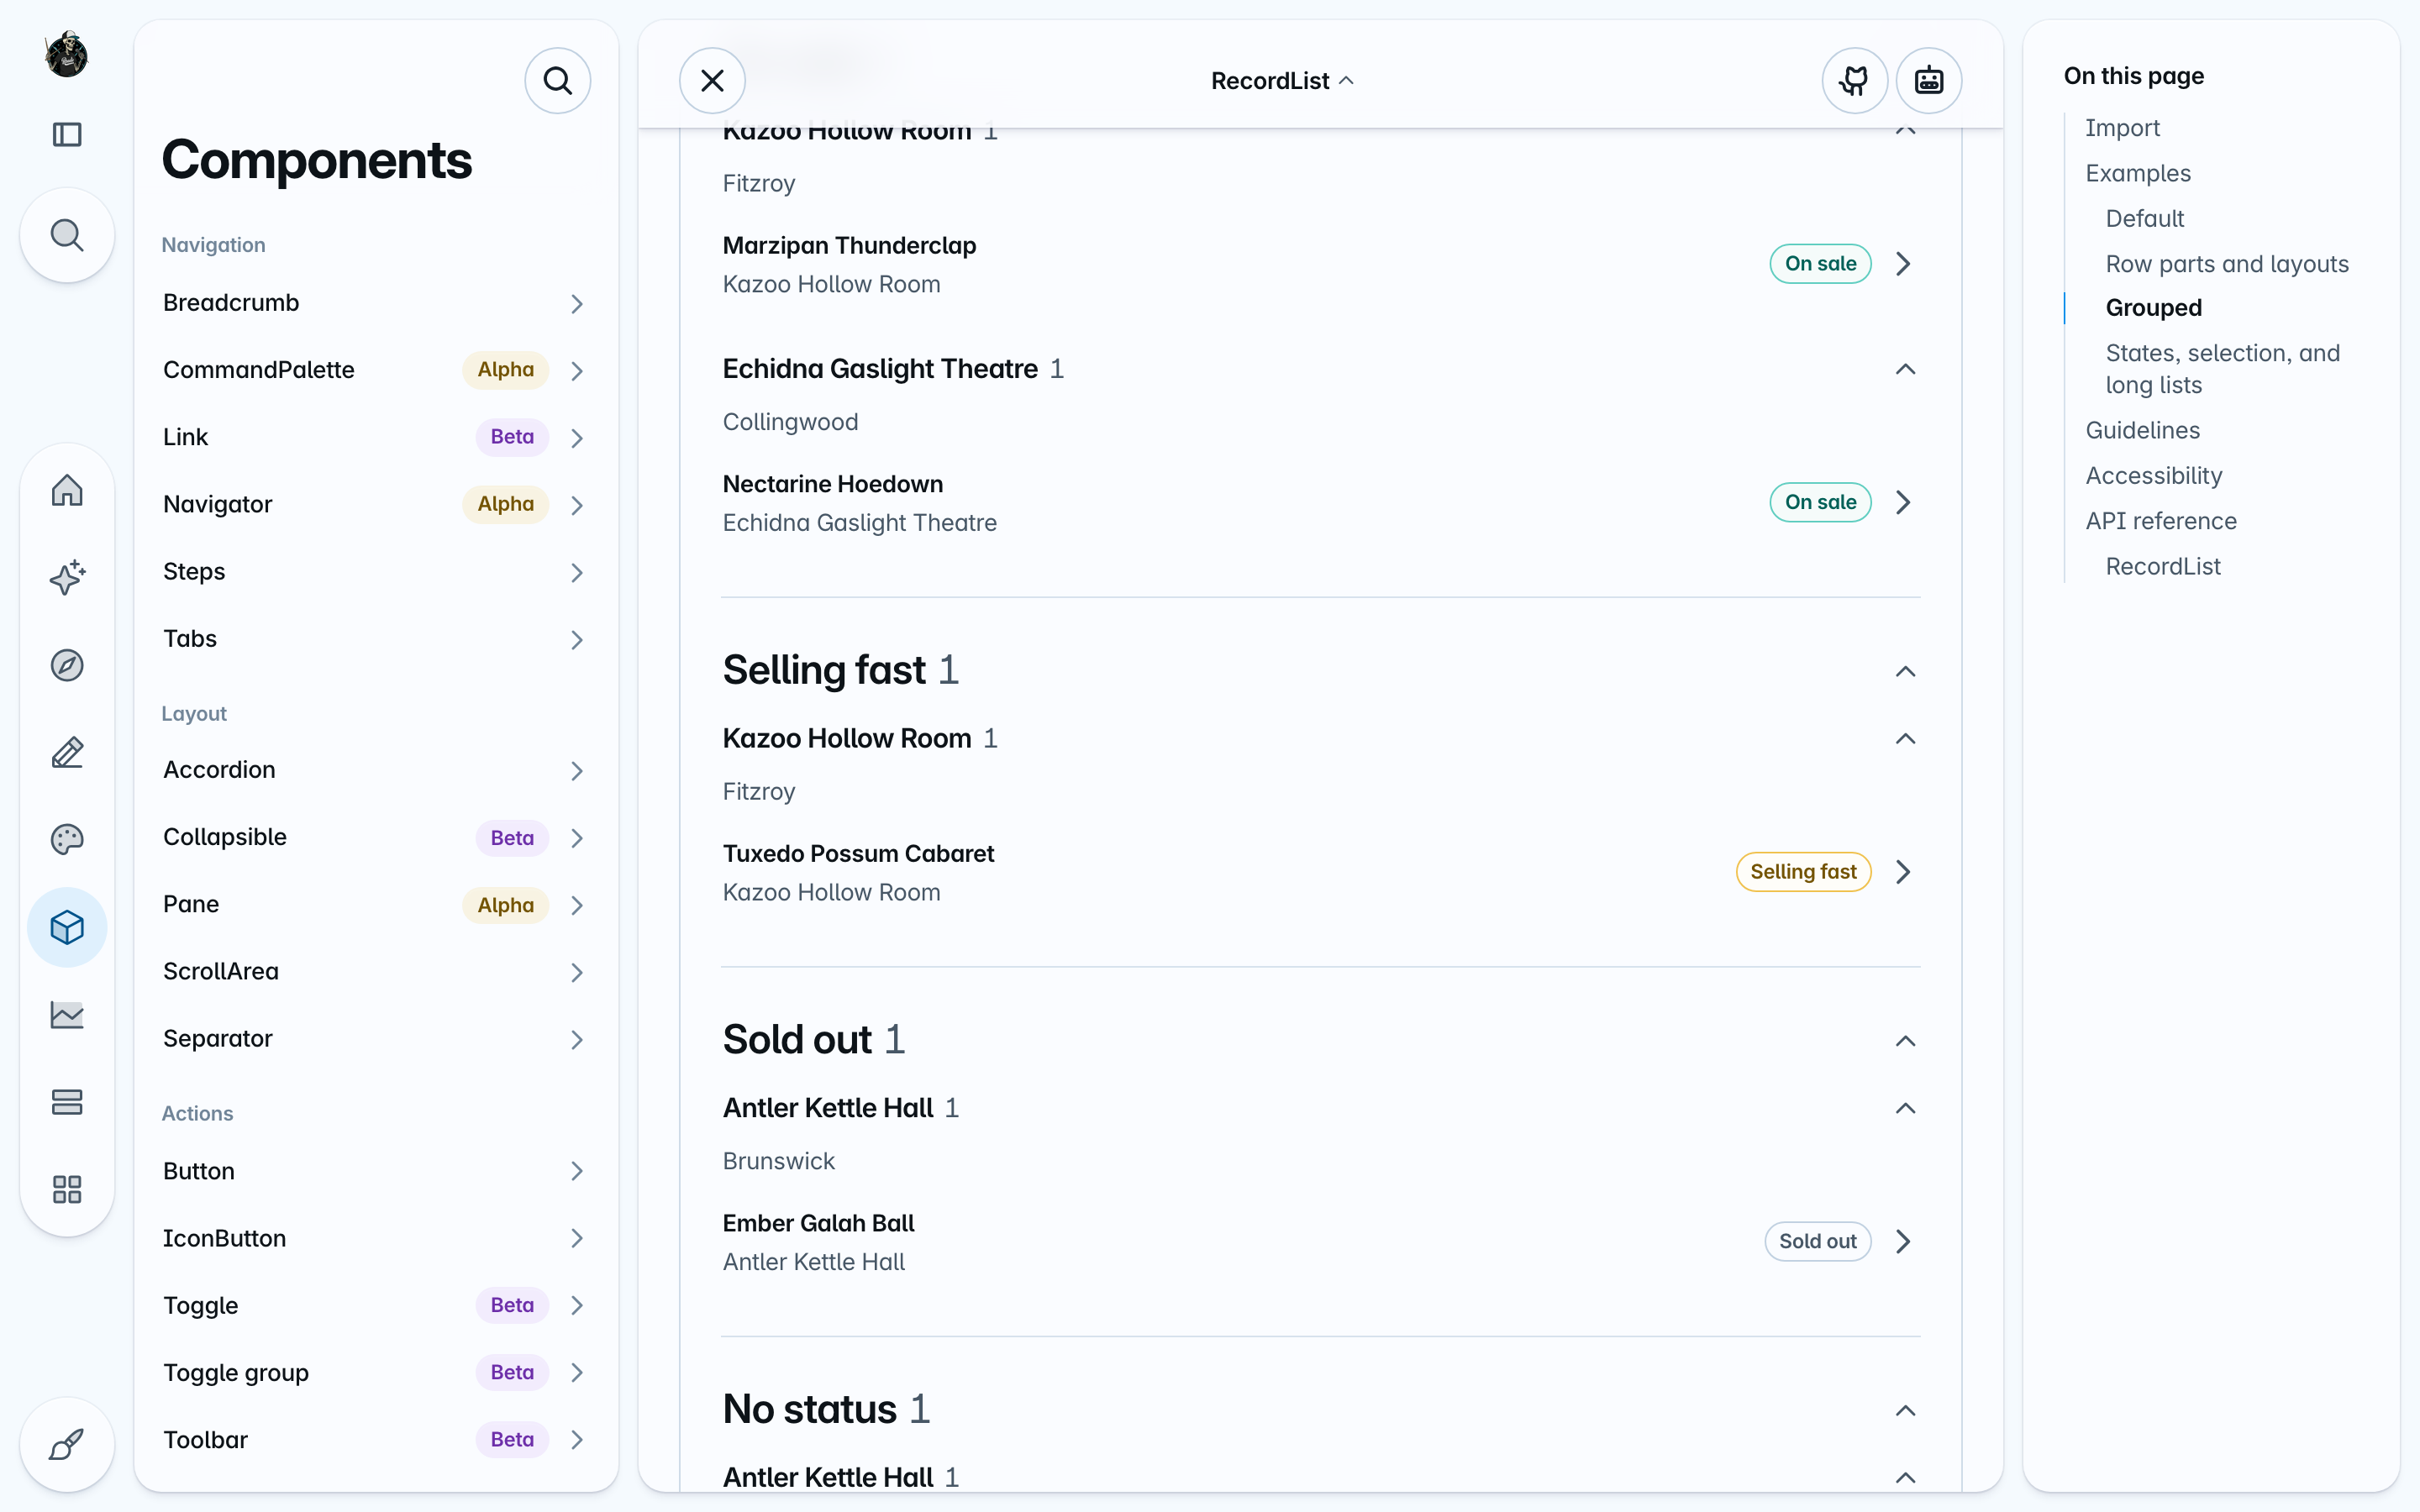 Components
Navigation
Breadcrumb
CommandPalette Alpha
Link Beta
Navigator Alpha
Steps
Tabs
Layout
Accordion
Collapsible Beta
Pane Alpha
ScrollArea
Separator
Actions
Button
IconButton
Toggle Beta
Toggle group Beta
Toolbar Beta
RecordList
Kazoo Hollow Room 1
Fitzroy
Marzipan Thunderclap
Kazoo Hollow Room
On sale
Echidna Gaslight Theatre 1
Collingwood
Nectarine Hoedown
Echidna Gaslight Theatre
On sale
Selling fast 1
Kazoo Hollow Room 1
Fitzroy
Tuxedo Possum Cabaret
Kazoo Hollow Room
Selling fast
Sold out 1
Antler Kettle Hall 1
Brunswick
Ember Galah Ball
Antler Kettle Hall
Sold out
No status 1
Antler Kettle Hall 1
On this page
Import
Examples
Default
Row parts and layouts
Grouped
States, selection, and
long lists
Guidelines
Accessibility
API reference
RecordList